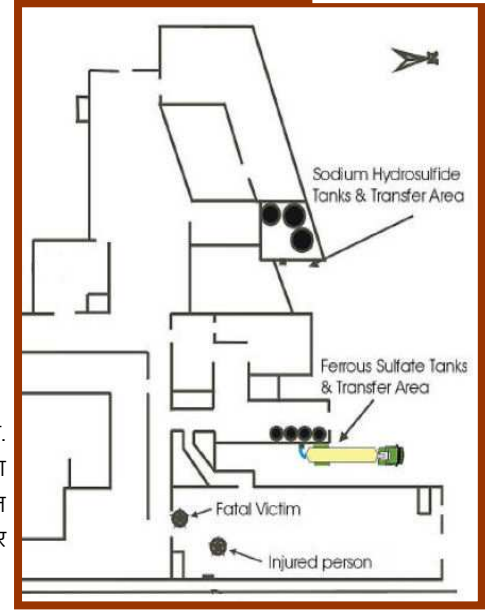 Sodium Hydrosulfide
Tanks & Transfer Area
Ferrous Sulfate Tanks
& Transfer Area
Fatal Victim
Injured person